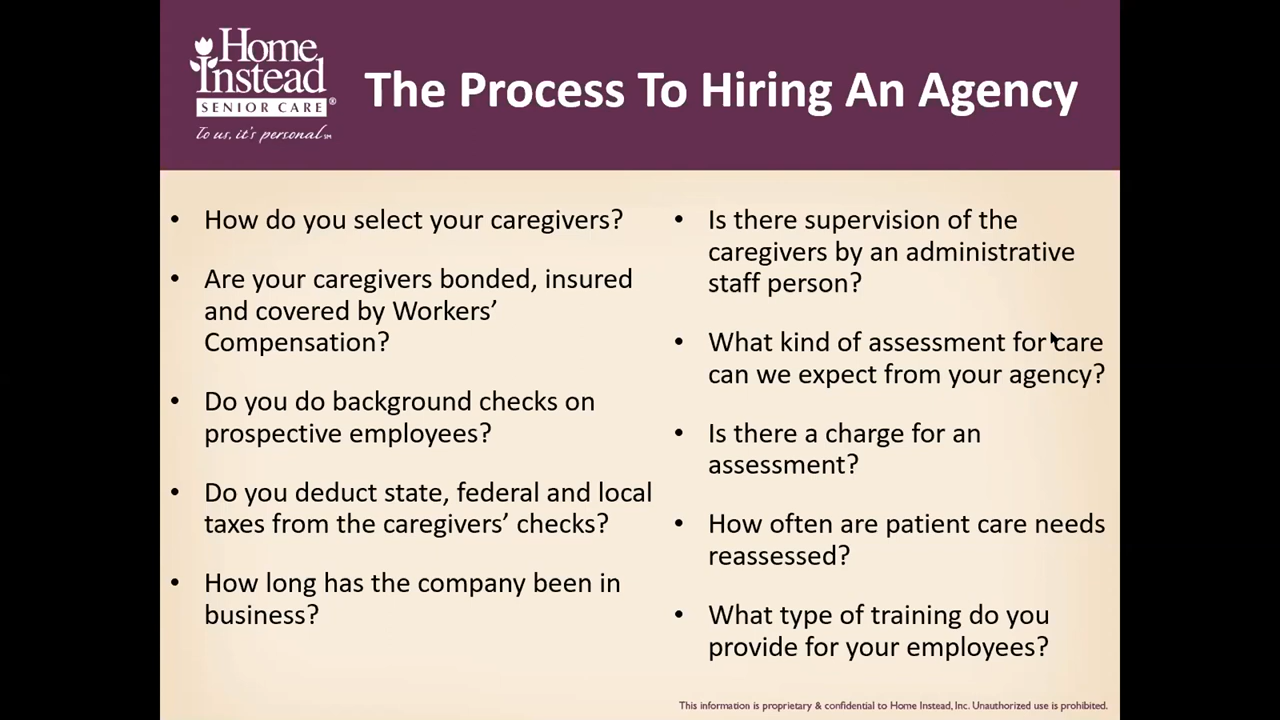 Home
Instead
SENIOR CARE®
To us, it's personal.℠
The Process To Hiring An Agency
• How do you select your caregivers?
• Are your caregivers bonded, insured
and covered by Workers’
Compensation?
• Do you do background checks on
prospective employees?
• Do you deduct state, federal and local
taxes from the caregivers’ checks?
• How long has the company been in
business?
• Is there supervision of the
caregivers by an administrative
staff person?
• What kind of assessment for care
can we expect from your agency?
• Is there a charge for an
assessment?
• How often are patient care needs
reassessed?
• What type of training do you
provide for your employees?
This information is proprietary & confidential to Home Instead, Inc. Unauthorized use is prohibited.